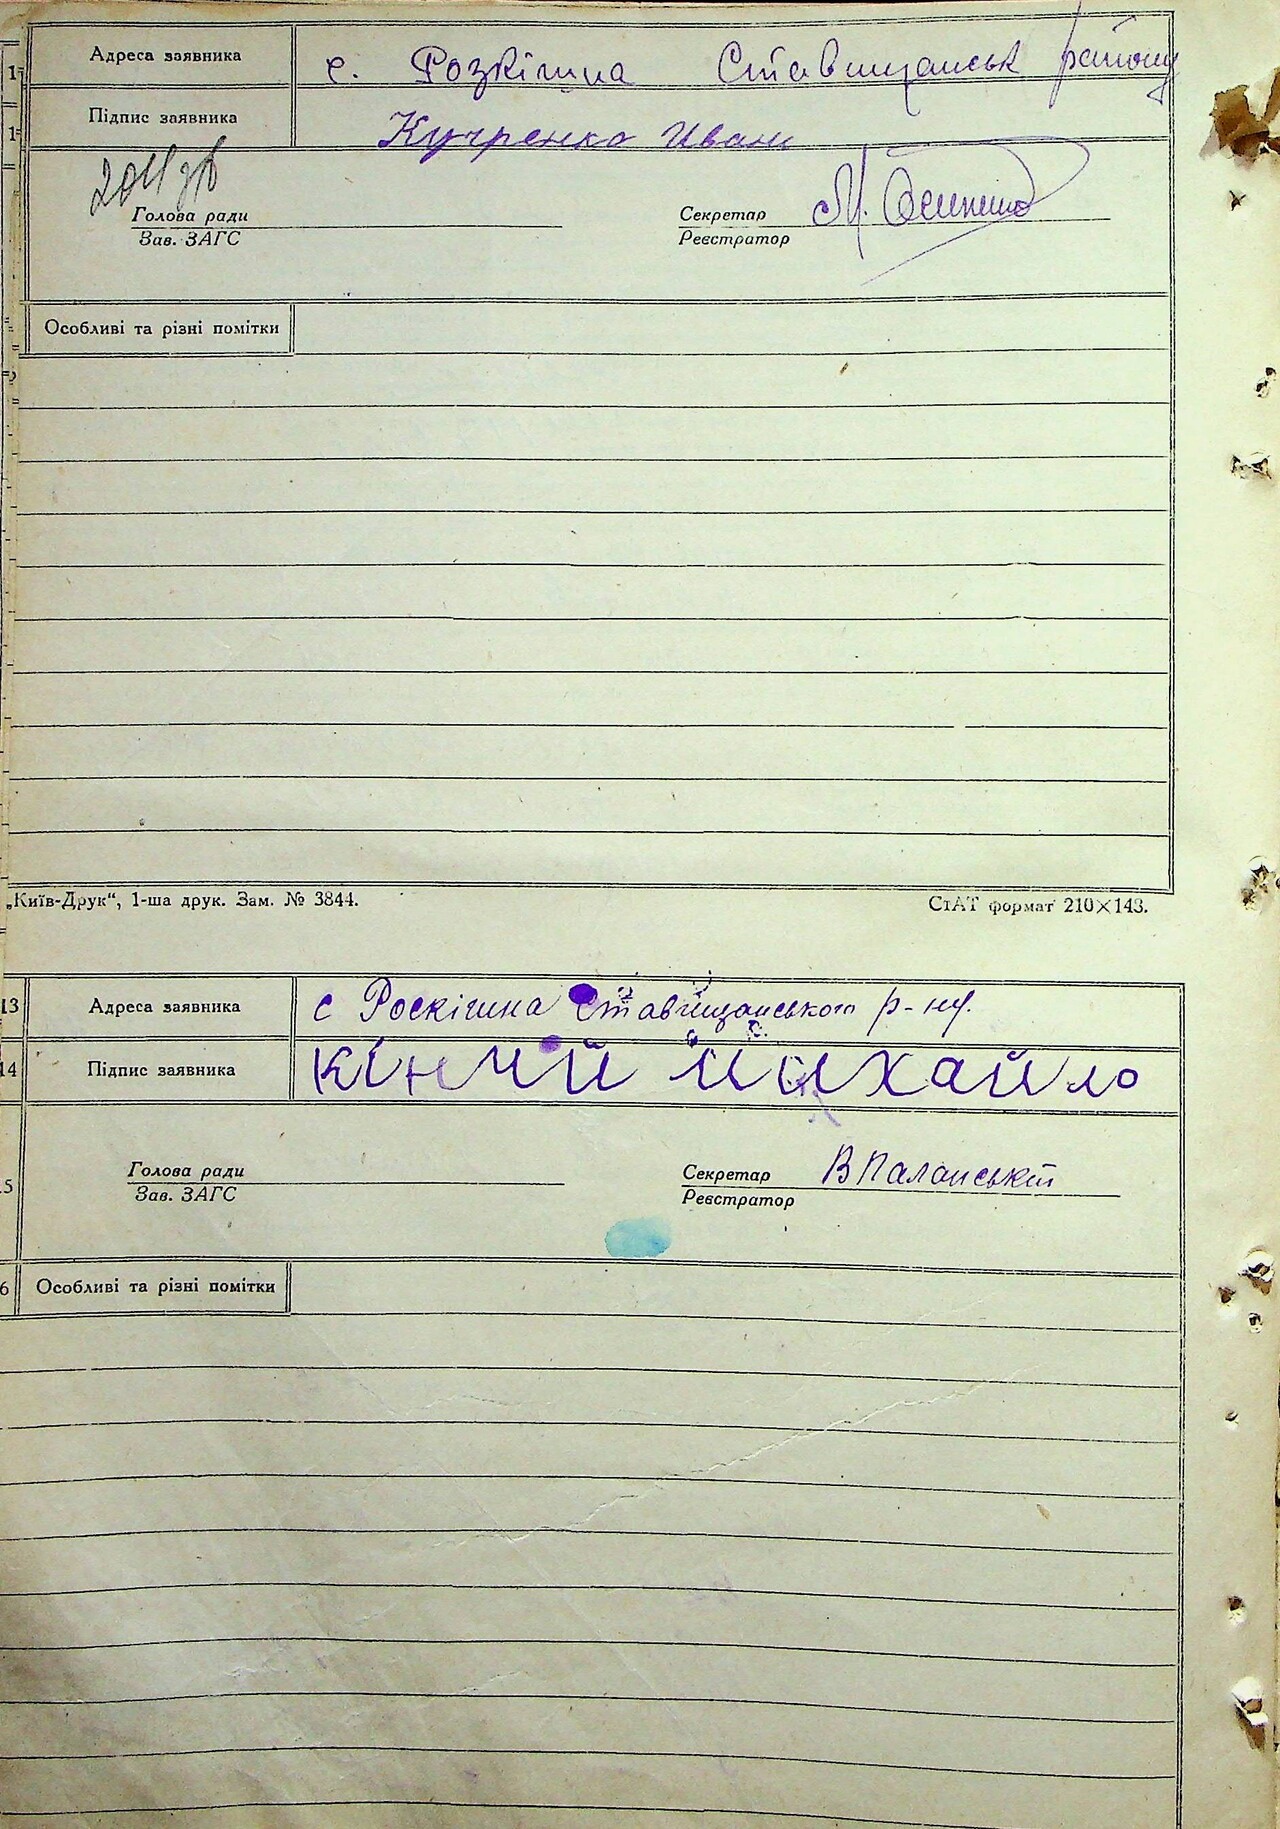 Адреса заявника с. Розкішна Ставищанськ району
Підпис заявника Кучренко Иван
Голова ради Секретар
Зав. ЗАГС Реєстратор
Особливі та різні помітки
„Київ-Друк“, 1-ша друк. Зам. № 3844. СтАТ формат 210×143.
13 Адреса заявника с Роскішна Ставищанського р-ну.
14 Підпис заявника Кінчий Михайло
Голова ради Секретар В Паланський
Зав. ЗАГС Реєстратор
6 Особливі та різні помітки